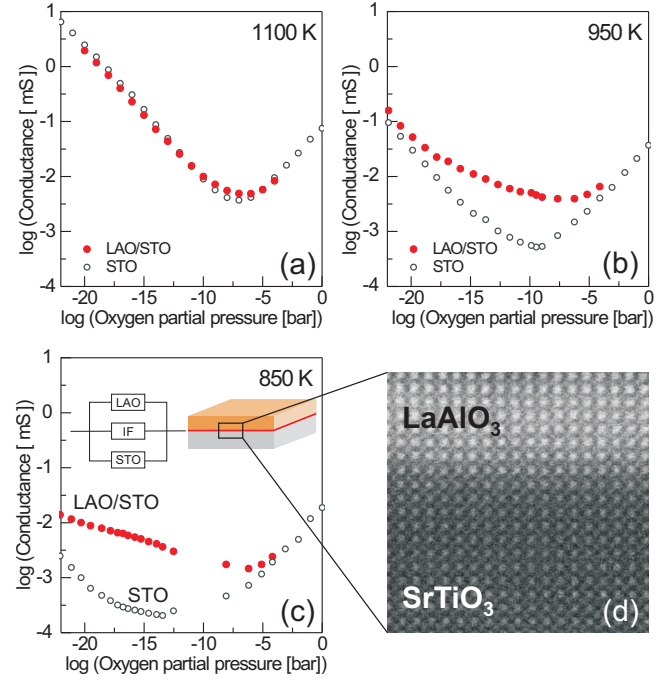 1100 K
1
0
-1
-2
-3
-4
log (Conductance [ mS])
LAO/STO
STO
(a)
-20 -15 -10 -5 0
log (Oxygen partial pressure [bar])
950 K
1
0
-1
-2
-3
-4
log (Conductance [ mS])
LAO/STO
STO
(b)
-20 -15 -10 -5 0
log (Oxygen partial pressure [bar])
850 K
1
0
-1
-2
-3
-4
log (Conductance [ mS])
LAO
IF
STO
LAO/STO
STO
(c)
-20 -15 -10 -5 0
log (Oxygen partial pressure [bar])
LaAlO₃
SrTiO₃
(d)